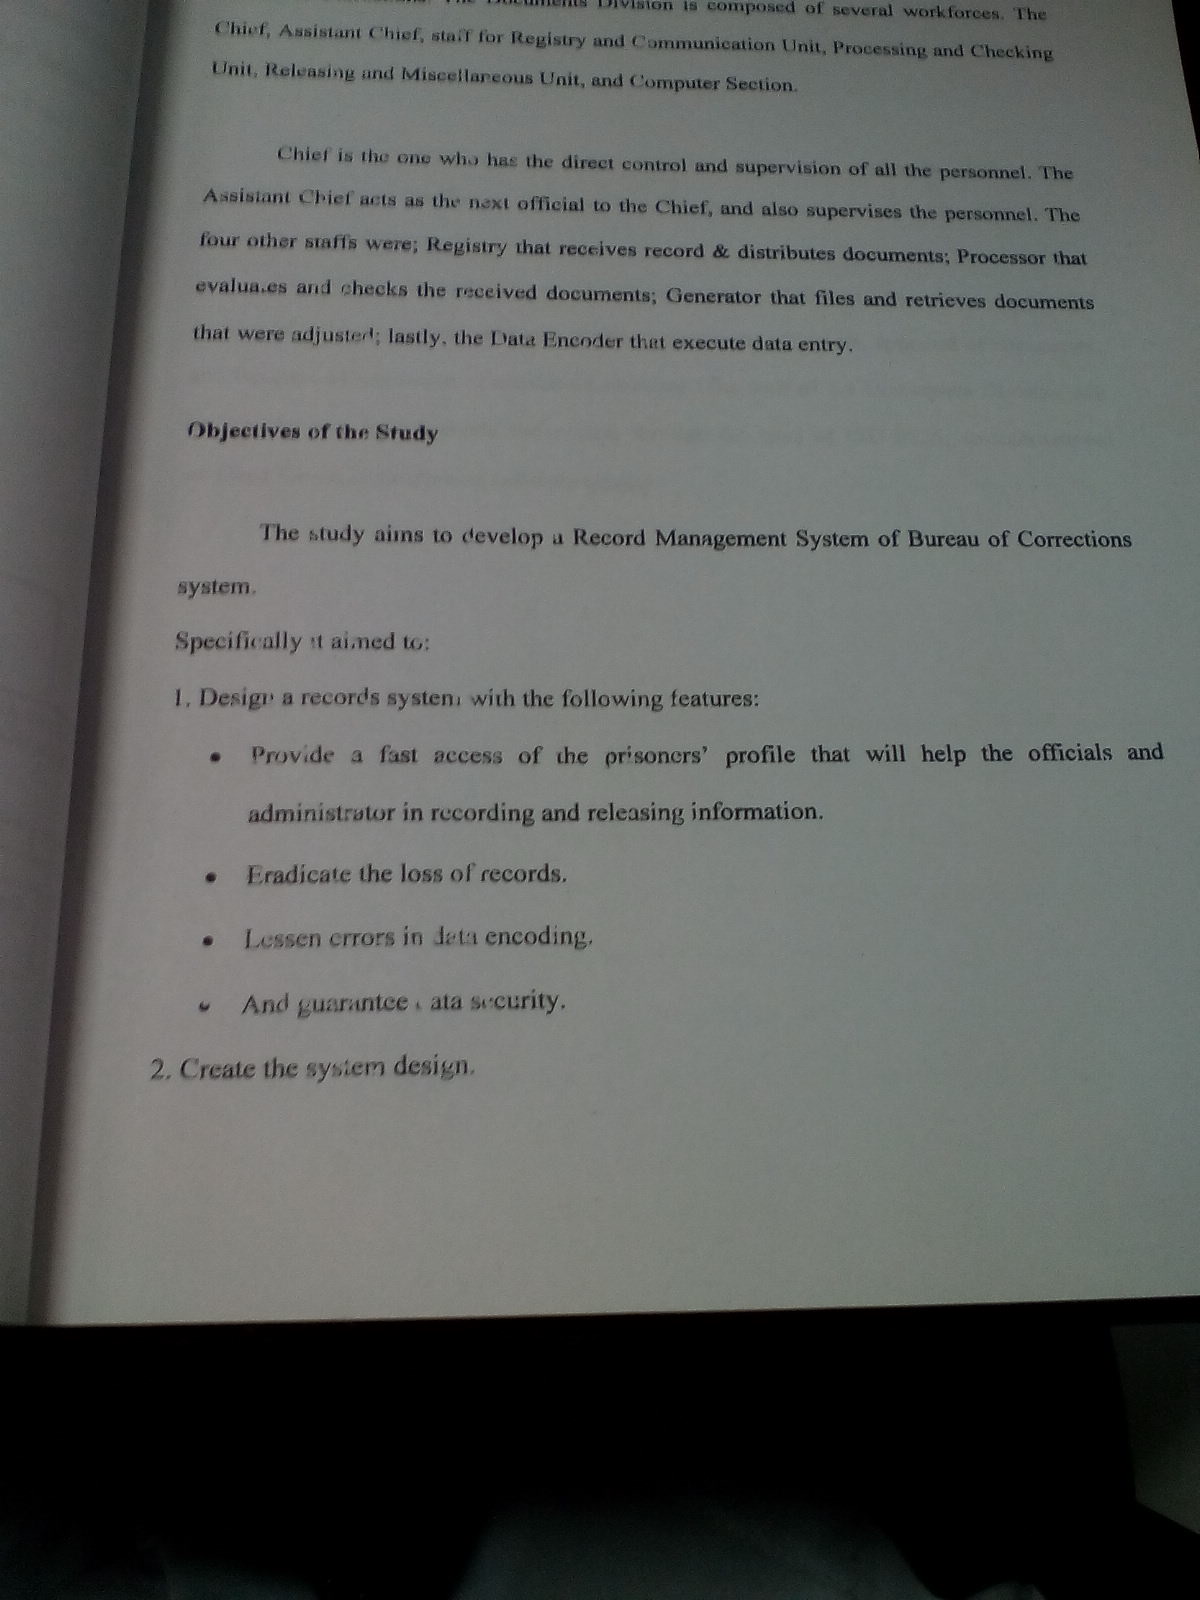 Documents Division is composed of several workforces. The
Chief, Assistant Chief, staff for Registry and Communication Unit, Processing and Checking
Unit, Releasing and Miscellaneous Unit, and Computer Section.
Chief is the one who has the direct control and supervision of all the personnel. The
Assistant Chief acts as the next official to the Chief, and also supervises the personnel. The
four other staffs were; Registry that receives record & distributes documents; Processor that
evaluates and checks the received documents; Generator that files and retrieves documents
that were adjusted; lastly, the Data Encoder that execute data entry.
Objectives of the Study
The study aims to develop a Record Management System of Bureau of Corrections
system.
Specifically it aimed to:
1. Design a records system with the following features:
• Provide a fast access of the prisoners' profile that will help the officials and
administrator in recording and releasing information.
• Eradicate the loss of records.
• Lessen errors in data encoding.
• And guarantee data security.
2. Create the system design.